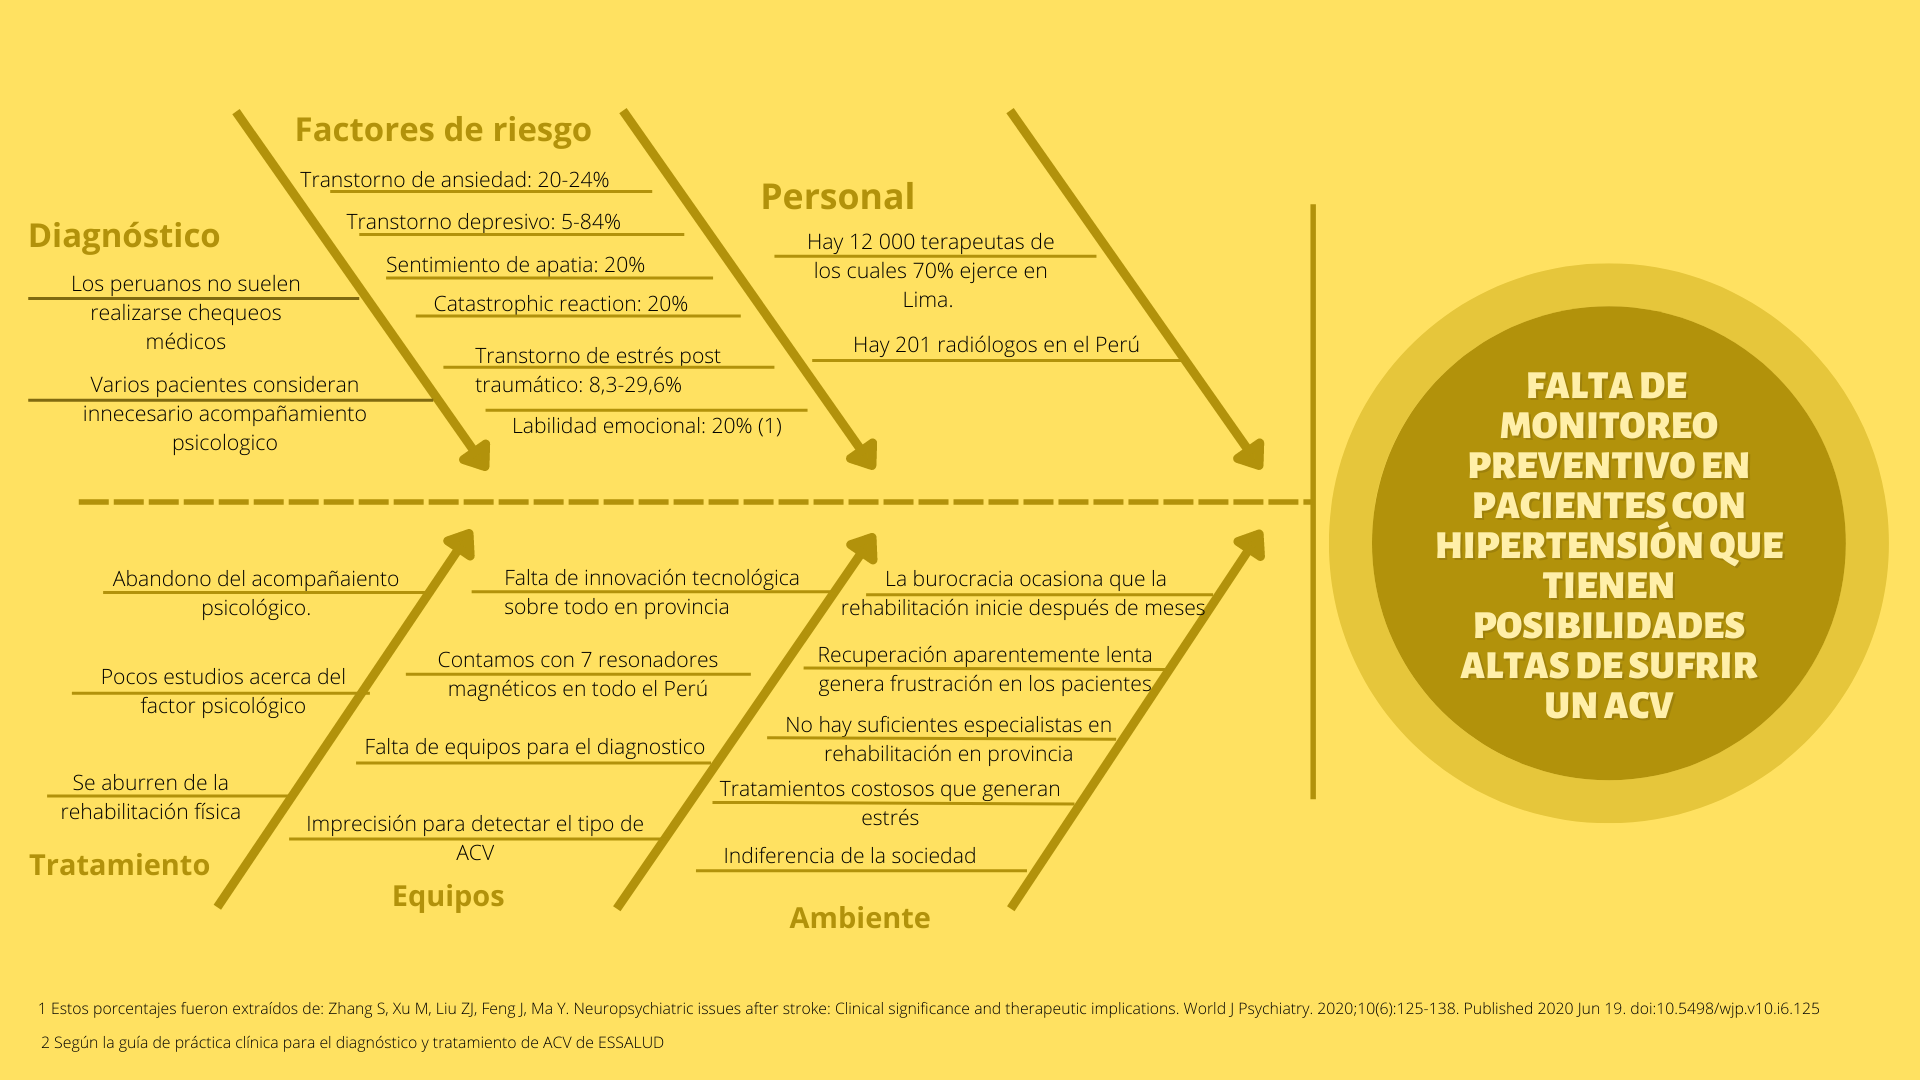 Diagnóstico
Los peruanos no suelen
realizarse chequeos
médicos
Varios pacientes consideran
innecesario acompañamiento
psicologico
Factores de riesgo
Transtorno de ansiedad: 20-24%
Transtorno depresivo: 5-84%
Sentimiento de apatia: 20%
Catastrophic reaction: 20%
Transtorno de estrés post
traumático: 8,3-29,6%
Labilidad emocional: 20% (1)
Personal
Hay 12 000 terapeutas de
los cuales 70% ejerce en
Lima.
Hay 201 radiólogos en el Perú
Abandono del acompañaiento
psicológico.
Pocos estudios acerca del
factor psicológico
Se aburren de la
rehabilitación física
Tratamiento
Falta de innovación tecnológica
sobre todo en provincia
Contamos con 7 resonadores
magnéticos en todo el Perú
Falta de equipos para el diagnostico
Imprecisión para detectar el tipo de
ACV
Equipos
La burocracia ocasiona que la
rehabilitación inicie después de meses
Recuperación aparentemente lenta
genera frustración en los pacientes
No hay suficientes especialistas en
rehabilitación en provincia
Tratamientos costosos que generan
estrés
Indiferencia de la sociedad
Ambiente
FALTA DE
MONITOREO
PREVENTIVO EN
PACIENTES CON
HIPERTENSIÓN QUE
TIENEN
POSIBILIDADES
ALTAS DE SUFRIR
UN ACV
1 Estos porcentajes fueron extraídos de: Zhang S, Xu M, Liu ZJ, Feng J, Ma Y. Neuropsychiatric issues after stroke: Clinical significance and therapeutic implications. World J Psychiatry. 2020;10(6):125-138. Published 2020 Jun 19. doi:10.5498/wjp.v10.i6.125
2 Según la guía de práctica clínica para el diagnóstico y tratamiento de ACV de ESSALUD